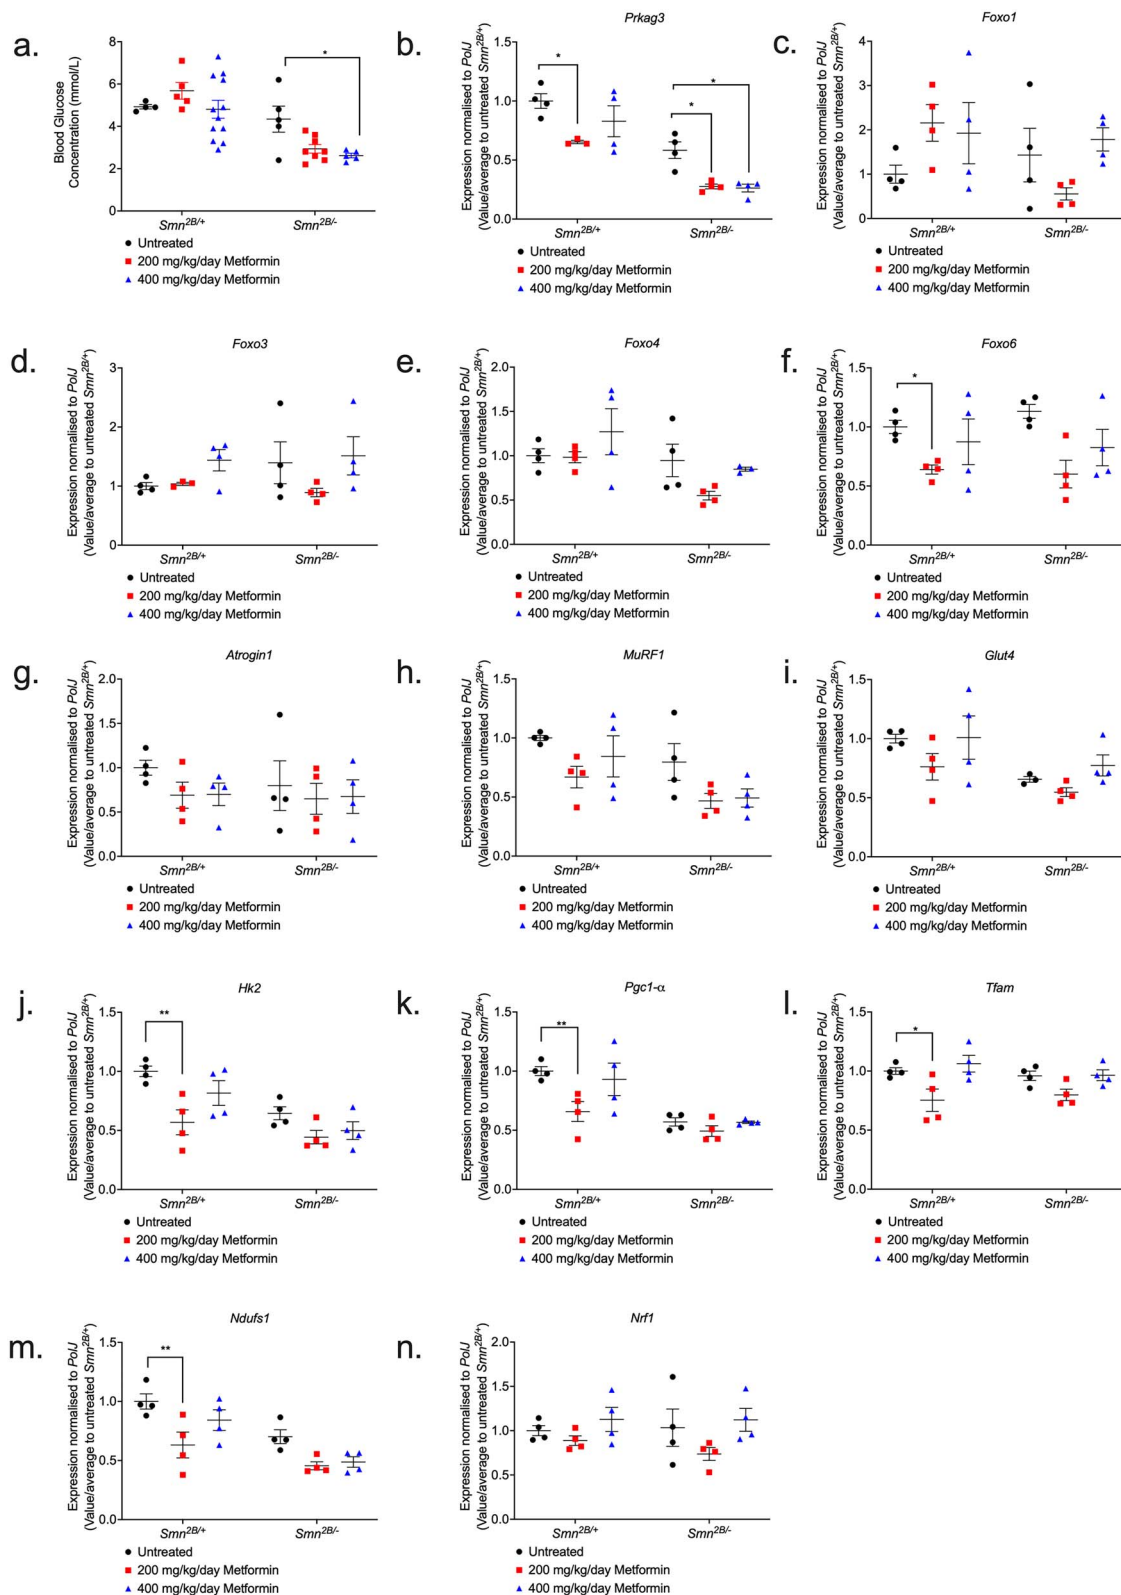 a.
Blood Glucose
Concentration (mmol/L)
8
6
4
2
0
*
Smn2B/+
Smn2B/-
Untreated
200 mg/kg/day Metformin
400 mg/kg/day Metformin
b.
Prkag3
Expression normalised to PolJ
(Value/average to untreated Smn2B/+)
1.5
1.0
0.5
0.0
*
*
*
Smn2B/+
Smn2B/-
Untreated
200 mg/kg/day Metformin
400 mg/kg/day Metformin
c.
Foxo1
Expression normalised to PolJ
(Value/average to untreated Smn2B/+)
4
3
2
1
0
Smn2B/+
Smn2B/-
Untreated
200 mg/kg/day Metformin
400 mg/kg/day Metformin
d.
Foxo3
Expression normalised to PolJ
(Value/average to untreated Smn2B/+)
3
2
1
0
Smn2B/+
Smn2B/-
Untreated
200 mg/kg/day Metformin
400 mg/kg/day Metformin
e.
Foxo4
Expression normalised to PolJ
(Value/average to untreated Smn2B/+)
2.0
1.5
1.0
0.5
0.0
Smn2B/+
Smn2B/-
Untreated
200 mg/kg/day Metformin
400 mg/kg/day Metformin
f.
Foxo6
Expression normalised to PolJ
(Value/average to untreated Smn2B/+)
1.5
1.0
0.5
0.0
*
Smn2B/+
Smn2B/-
Untreated
200 mg/kg/day Metformin
400 mg/kg/day Metformin
g.
Atrogin1
Expression normalised to PolJ
(Value/average to untreated Smn2B/+)
2.0
1.5
1.0
0.5
0.0
Smn2B/+
Smn2B/-
Untreated
200 mg/kg/day Metformin
400 mg/kg/day Metformin
h.
MuRF1
Expression normalised to PolJ
(Value/average to untreated Smn2B/+)
1.5
1.0
0.5
0.0
Smn2B/+
Smn2B/-
Untreated
200 mg/kg/day Metformin
400 mg/kg/day Metformin
i.
Glut4
Expression normalised to PolJ
(Value/average to untreated Smn2B/+)
1.5
1.0
0.5
0.0
Smn2B/+
Smn2B/-
Untreated
200 mg/kg/day Metformin
400 mg/kg/day Metformin
j.
Hk2
Expression normalised to PolJ
(Value/average to untreated Smn2B/+)
1.5
1.0
0.5
0.0
**
Smn2B/+
Smn2B/-
Untreated
200 mg/kg/day Metformin
400 mg/kg/day Metformin
k.
Pgc1-α
Expression normalised to PolJ
(Value/average to untreated Smn2B/+)
1.5
1.0
0.5
0.0
**
Smn2B/+
Smn2B/-
Untreated
200 mg/kg/day Metformin
400 mg/kg/day Metformin
l.
Tfam
Expression normalised to PolJ
(Value/average to untreated Smn2B/+)
1.5
1.0
0.5
0.0
*
Smn2B/+
Smn2B/-
Untreated
200 mg/kg/day Metformin
400 mg/kg/day Metformin
m.
Ndufs1
Expression normalised to PolJ
(Value/average to untreated Smn2B/+)
1.5
1.0
0.5
0.0
**
Smn2B/+
Smn2B/-
Untreated
200 mg/kg/day Metformin
400 mg/kg/day Metformin
n.
Nrf1
Expression normalised to PolJ
(Value/average to untreated Smn2B/+)
2.0
1.5
1.0
0.5
0.0
Smn2B/+
Smn2B/-
Untreated
200 mg/kg/day Metformin
400 mg/kg/day Metformin